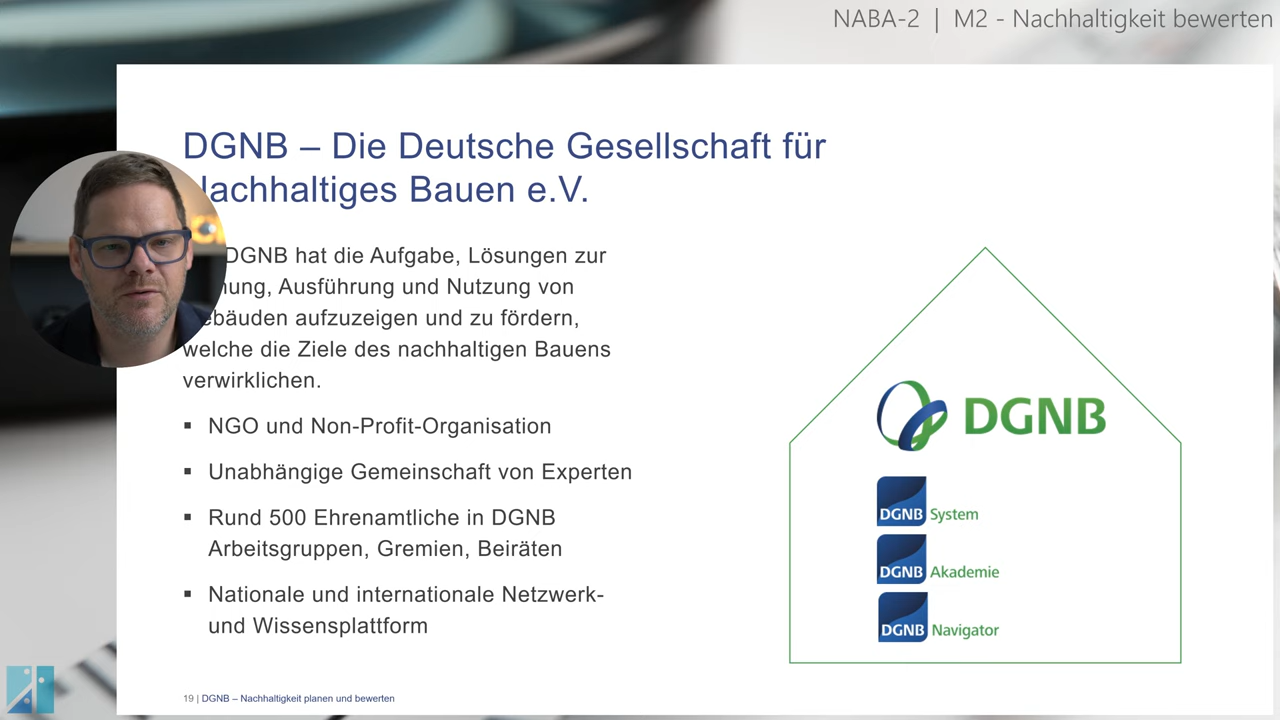 NABA-2 | M2 - Nachhaltigkeit bewerten
DGNB – Die Deutsche Gesellschaft für
achhaltiges Bauen e.V.
DGNB hat die Aufgabe, Lösungen zur
nung, Ausführung und Nutzung von
ebäuden aufzuzeigen und zu fördern,
welche die Ziele des nachhaltigen Bauens
verwirklichen.
▪ NGO und Non-Profit-Organisation
▪ Unabhängige Gemeinschaft von Experten
▪ Rund 500 Ehrenamtliche in DGNB
Arbeitsgruppen, Gremien, Beiräten
▪ Nationale und internationale Netzwerk-
und Wissensplattform
DGNB
DGNB System
DGNB Akademie
DGNB Navigator
19 | DGNB – Nachhaltigkeit planen und bewerten